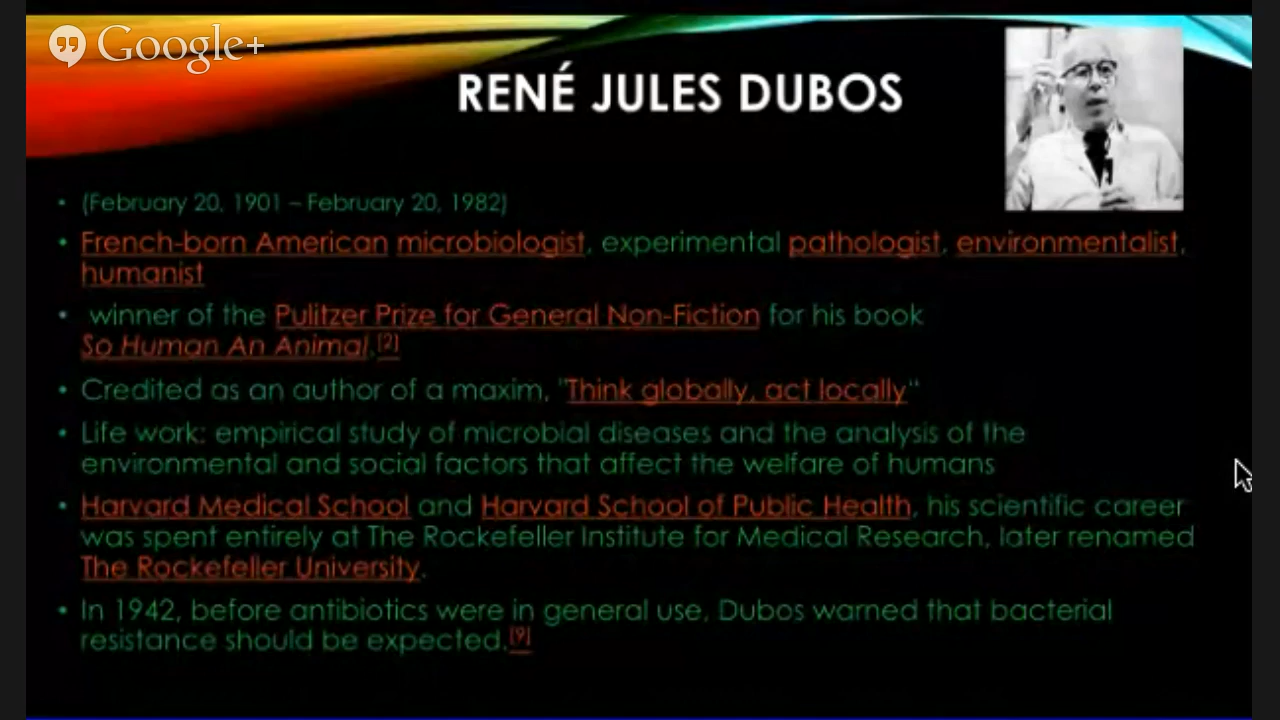 Google+
RENÉ JULES DUBOS
• (February 20, 1901 – February 20, 1982)
• French-born American microbiologist, experimental pathologist, environmentalist,
humanist
• winner of the Pulitzer Prize for General Non-Fiction for his book
So Human An Animal.[2]
• Credited as an author of a maxim, "Think globally, act locally“
• Life work: empirical study of microbial diseases and the analysis of the
environmental and social factors that affect the welfare of humans
• Harvard Medical School and Harvard School of Public Health, his scientific career
was spent entirely at The Rockefeller Institute for Medical Research, later renamed
The Rockefeller University.
• In 1942, before antibiotics were in general use, Dubos warned that bacterial
resistance should be expected.[9]